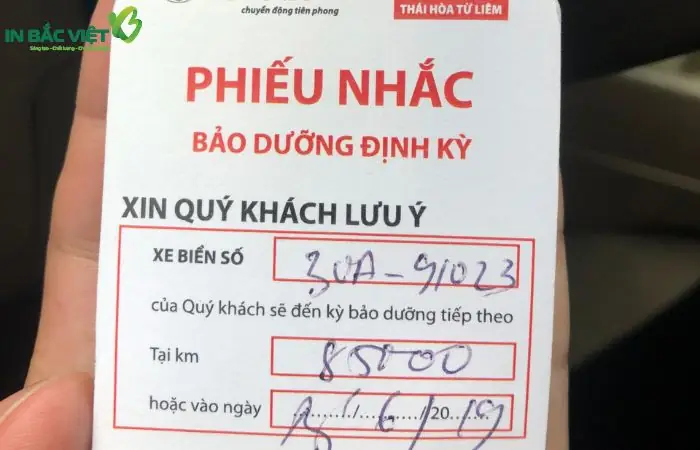 IN BẮC VIỆT
chuyển động tiên phong
THÁI HÒA TỪ LIÊM
PHIẾU NHẮC
BẢO DƯỠNG ĐỊNH KỲ
XIN QUÝ KHÁCH LƯU Ý
XE BIỂN SỐ 30A-91023
của Quý khách sẽ đến kỳ bảo dưỡng tiếp theo
Tại km 85000
hoặc vào ngày /6/2019